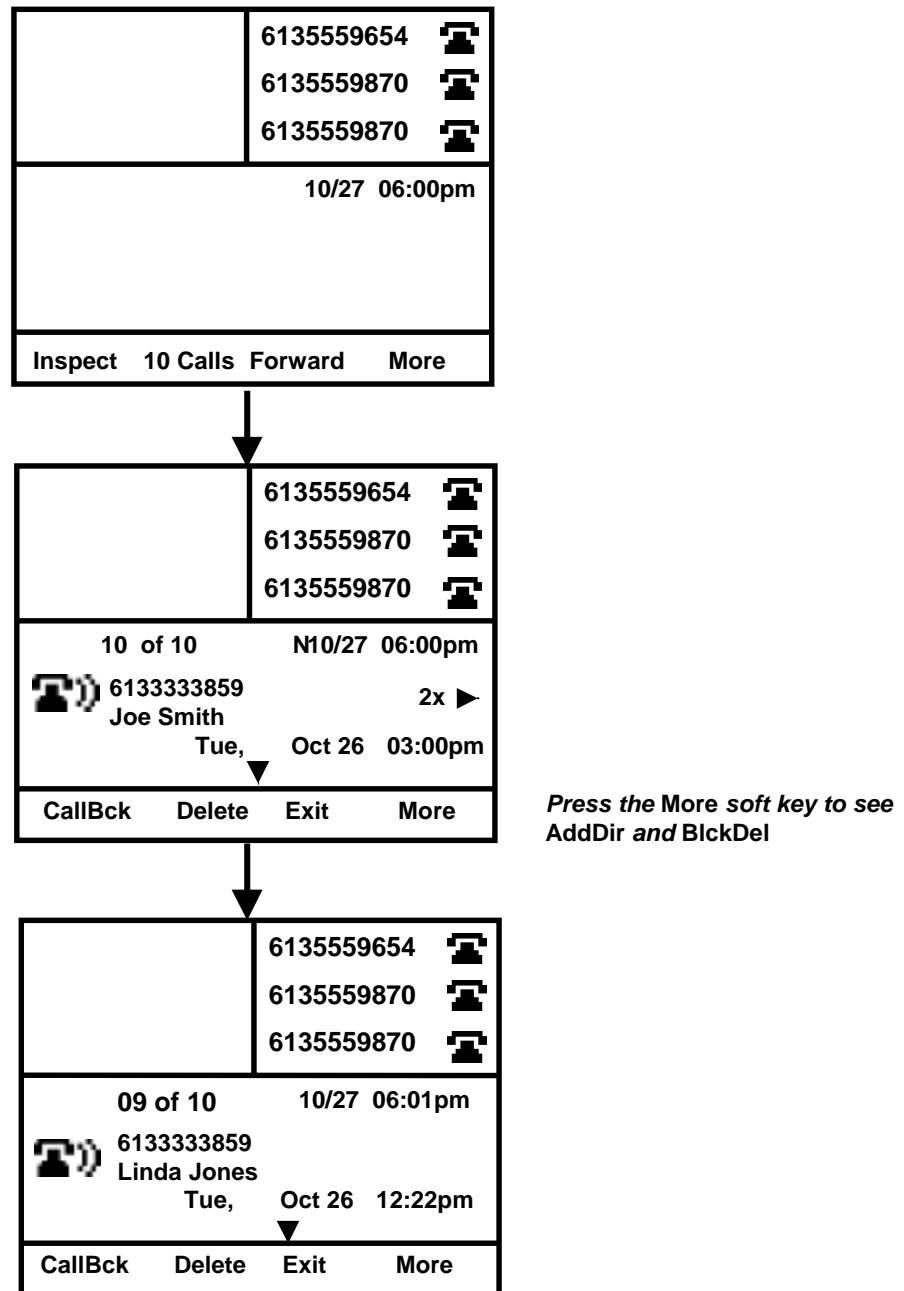 6135559654
6135559870
6135559870
10/27 06:00pm
Inspect 10 Calls Forward More
6135559654
6135559870
6135559870
10 of 10 N10/27 06:00pm
6133333859 2x
Joe Smith
Tue, Oct 26 03:00pm
CallBck Delete Exit More
Press the More soft key to see
AddDir and BlckDel
6135559654
6135559870
6135559870
09 of 10 10/27 06:01pm
6133333859
Linda Jones
Tue, Oct 26 12:22pm
CallBck Delete Exit More